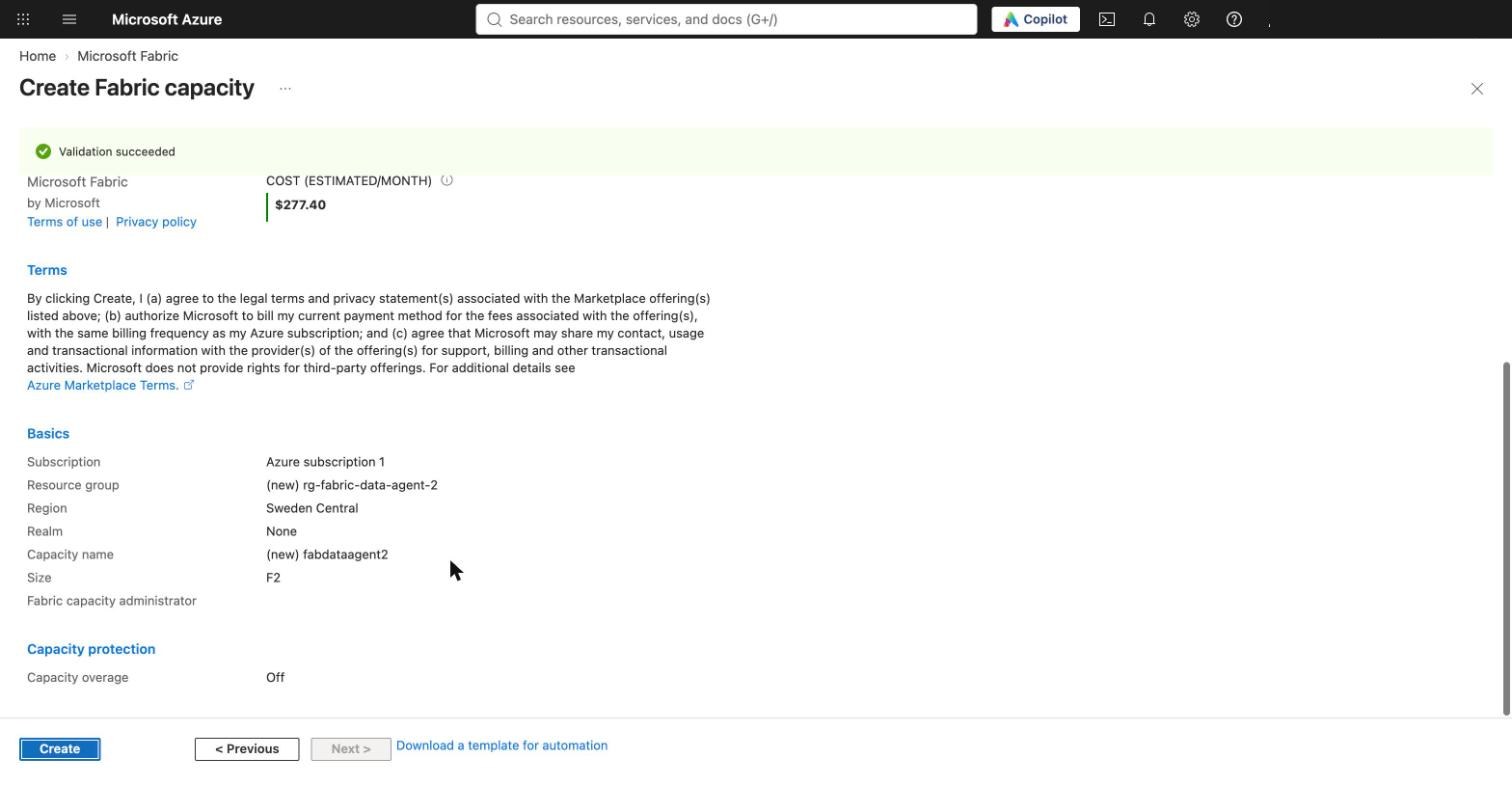 Microsoft Azure
Search resources, services, and docs (G+/)
Copilot
Home › Microsoft Fabric
Create Fabric capacity ...
Validation succeeded
Microsoft Fabric
COST (ESTIMATED/MONTH)
by Microsoft
$277.40
Terms of use | Privacy policy
Terms
By clicking Create, I (a) agree to the legal terms and privacy statement(s) associated with the Marketplace offering(s)
listed above; (b) authorize Microsoft to bill my current payment method for the fees associated with the offering(s),
with the same billing frequency as my Azure subscription; and (c) agree that Microsoft may share my contact, usage
and transactional information with the provider(s) of the offering(s) for support, billing and other transactional
activities. Microsoft does not provide rights for third-party offerings. For additional details see
Azure Marketplace Terms.
Basics
Subscription Azure subscription 1
Resource group (new) rg-fabric-data-agent-2
Region Sweden Central
Realm None
Capacity name (new) fabdataagent2
Size F2
Fabric capacity administrator
Capacity protection
Capacity overage Off
Create < Previous Next > Download a template for automation